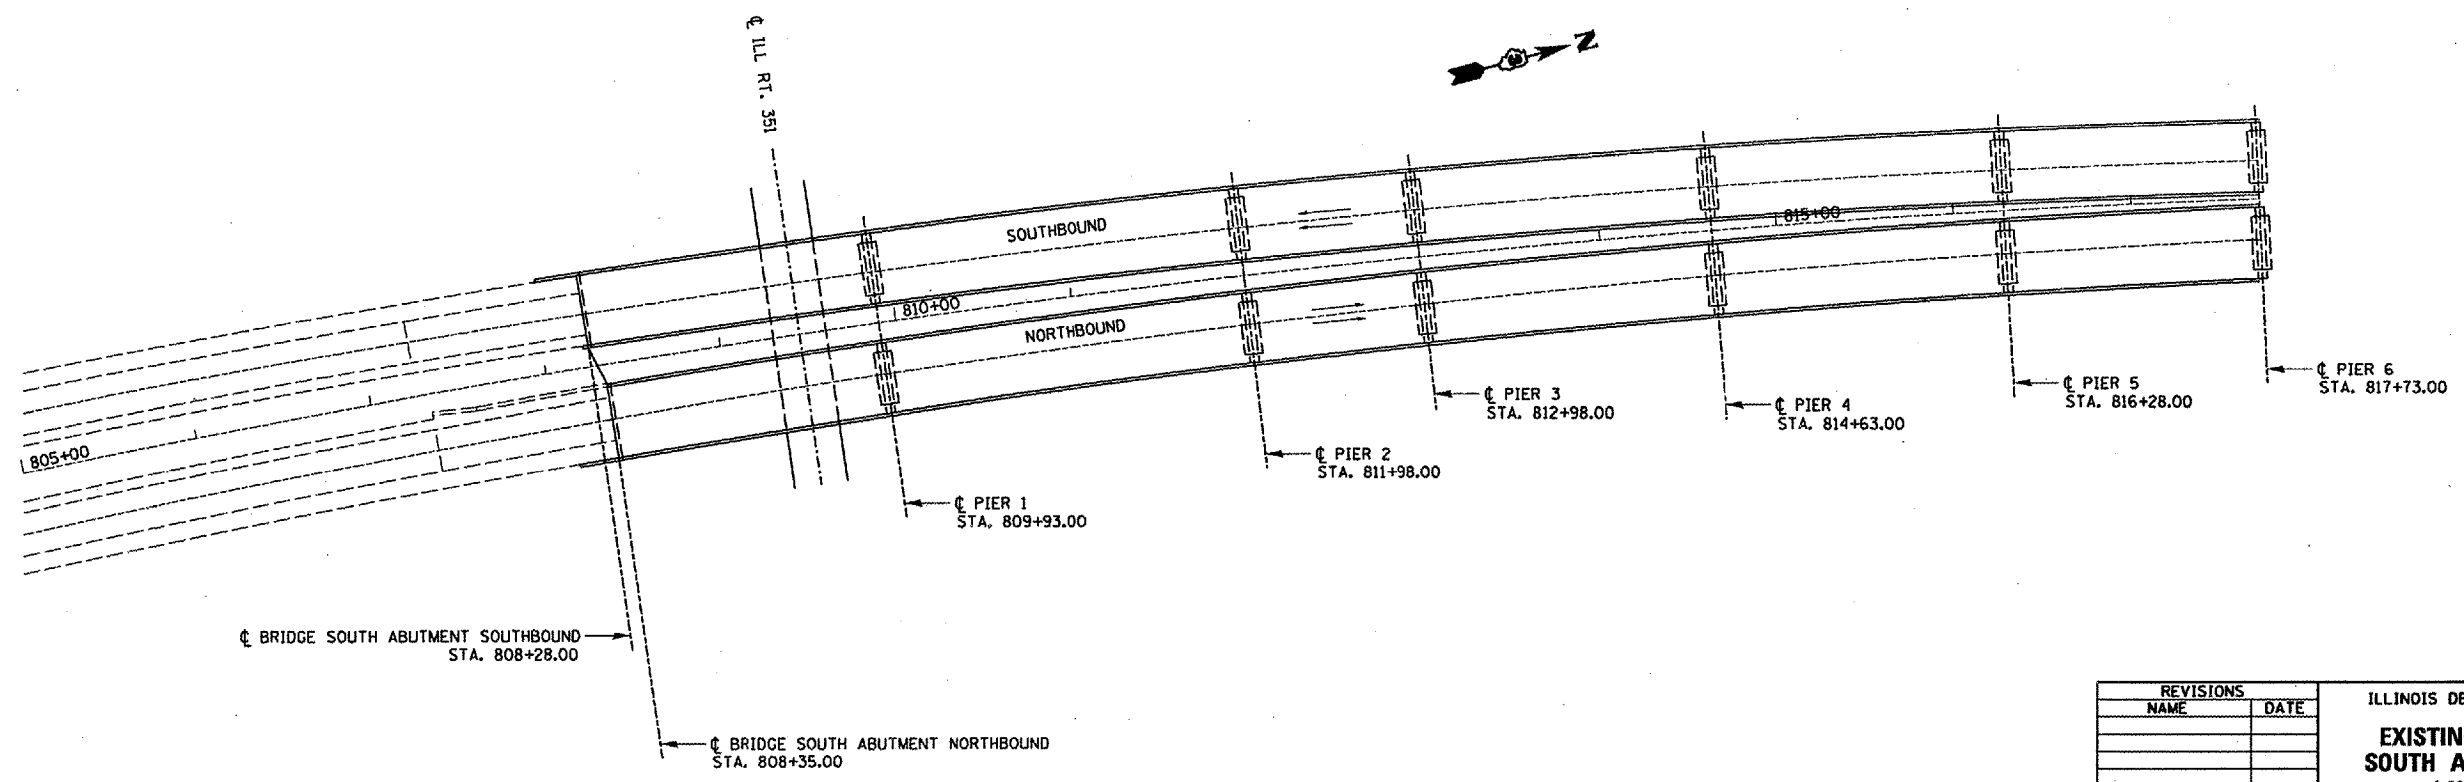 ℄ ILL RT. 351
N
SOUTHBOUND
815+00
810+00
NORTHBOUND
805+00
℄ PIER 6
STA. 817+73.00
℄ PIER 5
STA. 816+28.00
℄ PIER 4
STA. 814+63.00
℄ PIER 3
STA. 812+98.00
℄ PIER 2
STA. 811+98.00
℄ PIER 1
STA. 809+93.00
℄ BRIDGE SOUTH ABUTMENT SOUTHBOUND
STA. 808+28.00
℄ BRIDGE SOUTH ABUTMENT NORTHBOUND
STA. 808+35.00
REVISIONS
NAME DATE
ILLINOIS DE
EXISTIN
SOUTH A